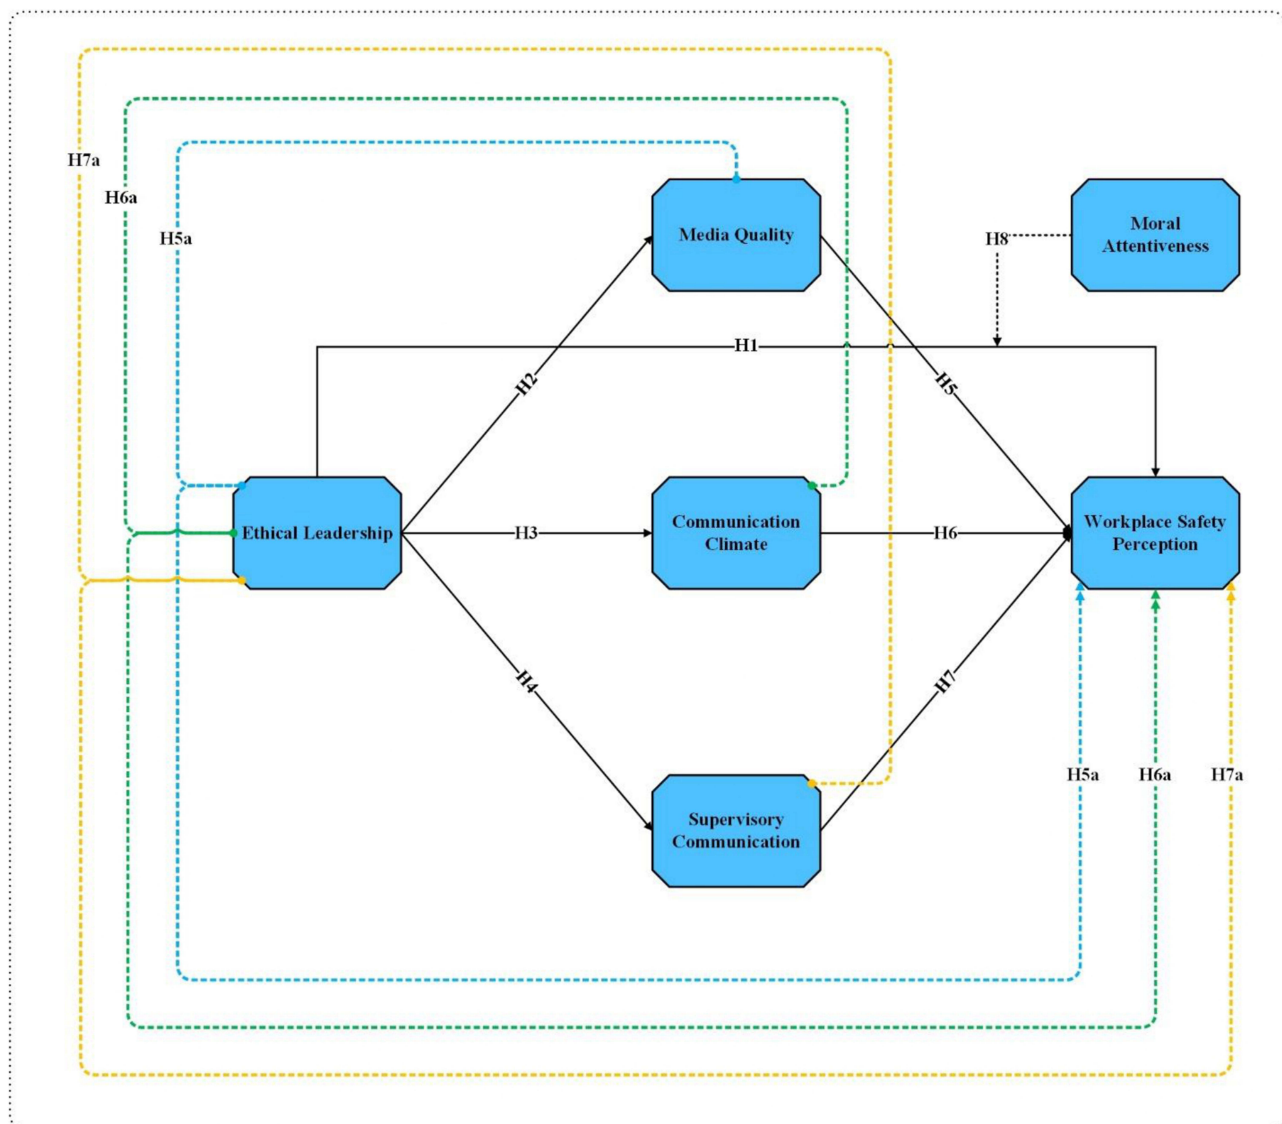 H7a
H6a
H5a
Media Quality
Moral
Attentiveness
H8
H1
H2
H5
Ethical Leadership
H3
Communication
Climate
H6
Workplace Safety
Perception
H4
H7
Supervisory
Communication
H5a
H6a
H7a